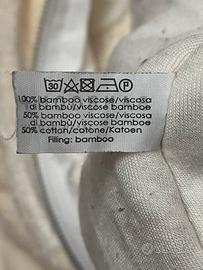 30 P
100% bamboo viscose/viscosa
di bambù/viscose bamboe
50% bamboo viscose/viscosa
di bambù/viscose bamboe
50% cotton/cotone/Katoen
Filling: bamboo